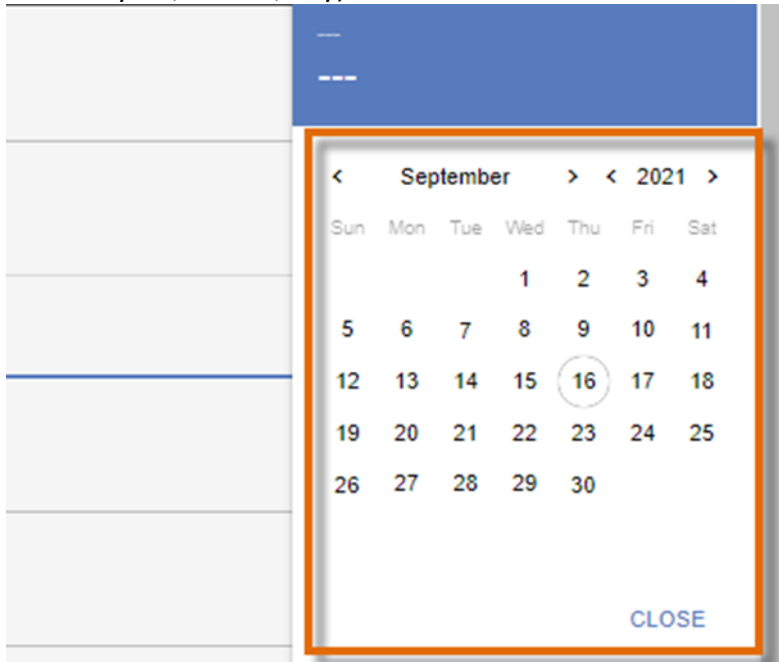 ---
---
< September > < 2021 >
Sun Mon Tue Wed Thu Fri Sat
1 2 3 4
5 6 7 8 9 10 11
12 13 14 15 16 17 18
19 20 21 22 23 24 25
26 27 28 29 30
CLOSE